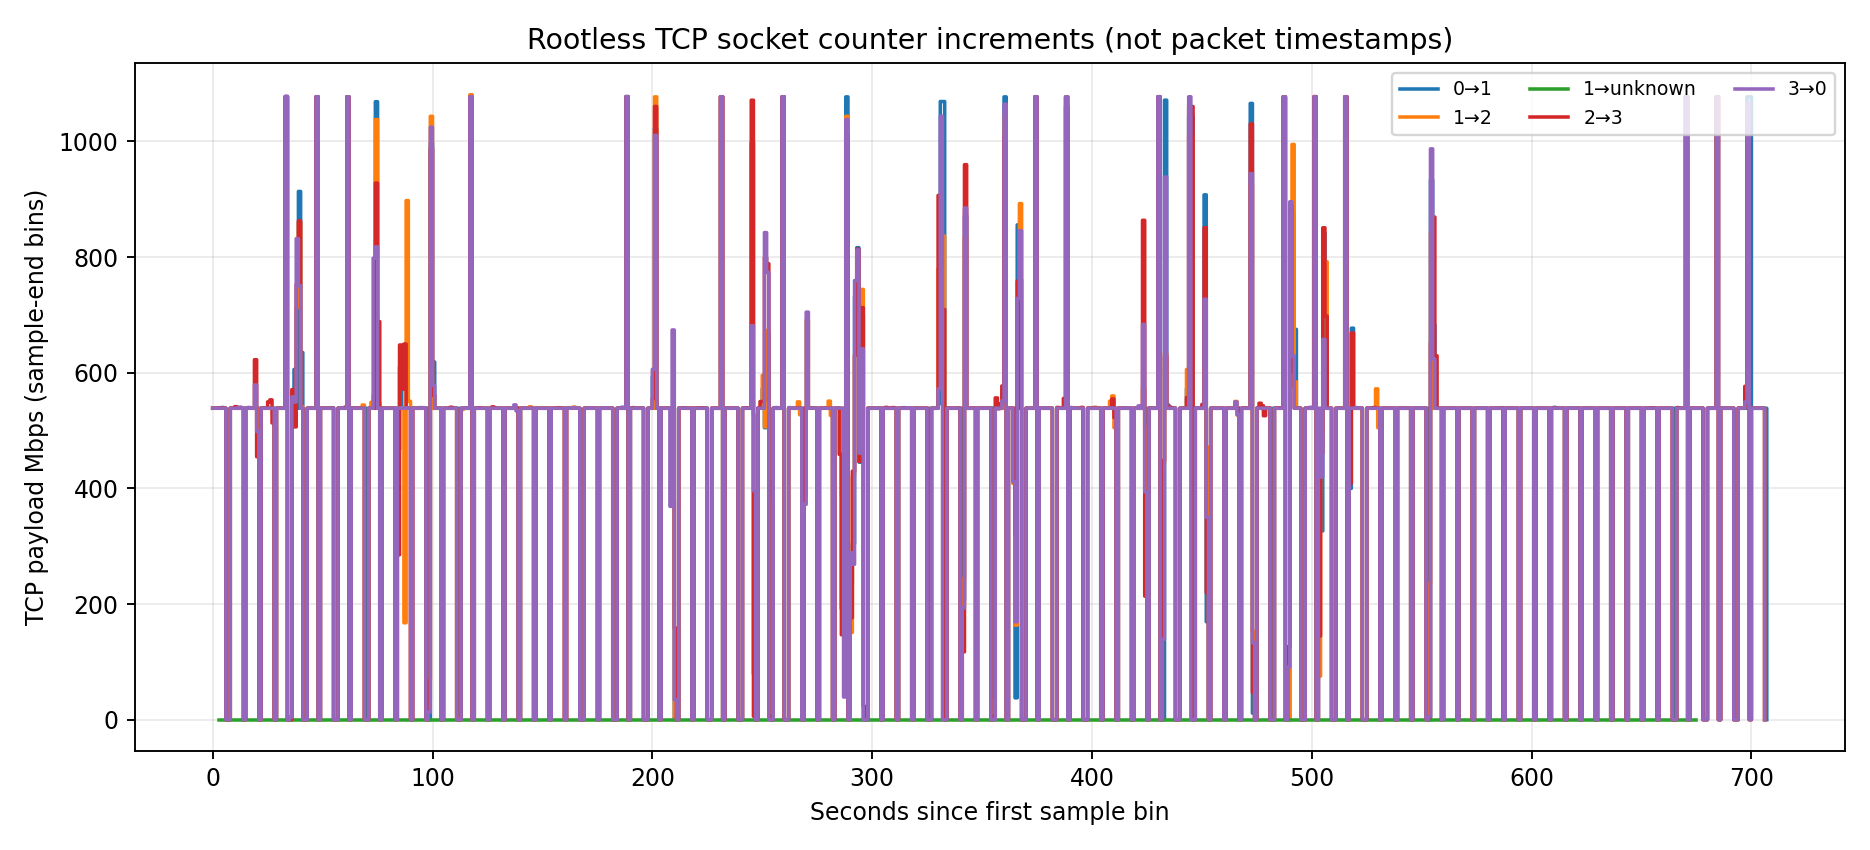 Rootless TCP socket counter increments (not packet timestamps)
0→1
1→2
1→unknown
2→3
3→0
TCP payload Mbps (sample-end bins)
1000
800
600
400
200
0
0 100 200 300 400 500 600 700
Seconds since first sample bin